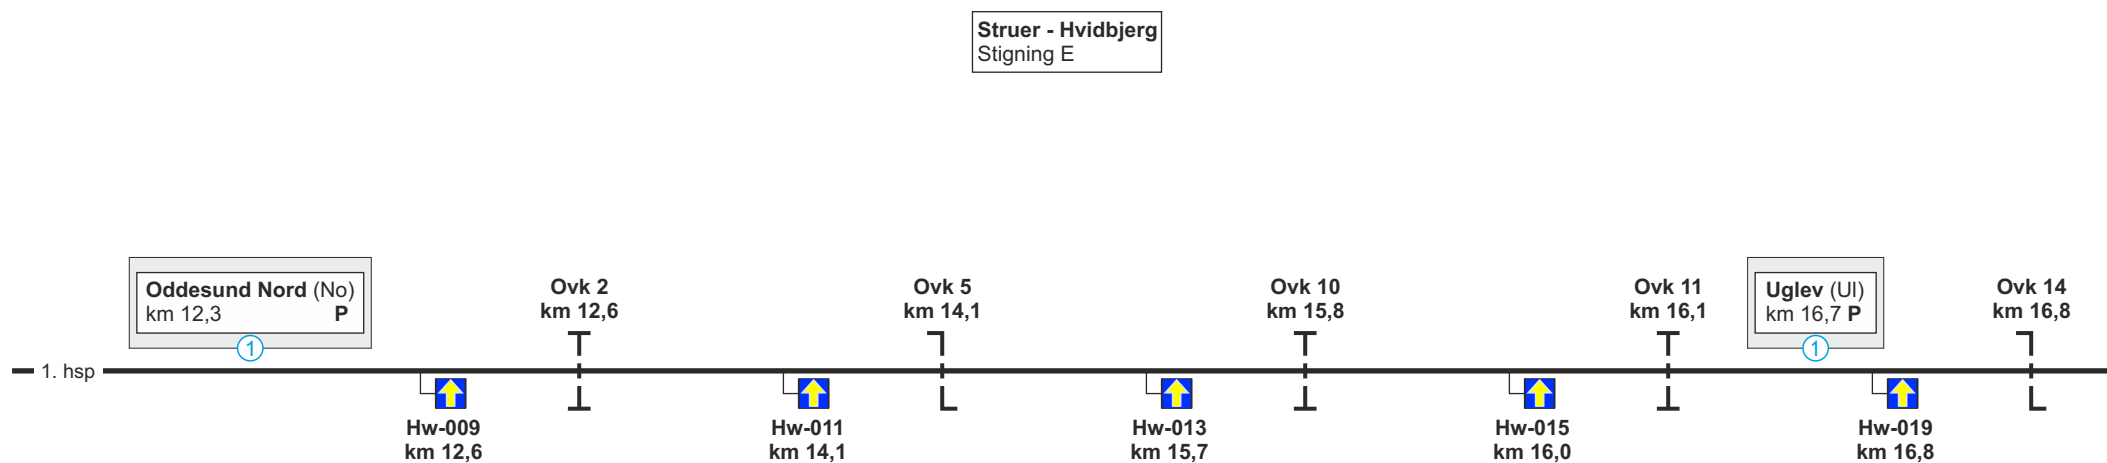 Struer - Hvidbjerg
Stigning E
Oddesund Nord (No)
km 12,3 P
1
Ovk 2
km 12,6
Ovk 5
km 14,1
Ovk 10
km 15,8
Ovk 11
km 16,1
Uglev (Ul)
km 16,7 P
1
Ovk 14
km 16,8
1. hsp
Hw-009
km 12,6
Hw-011
km 14,1
Hw-013
km 15,7
Hw-015
km 16,0
Hw-019
km 16,8